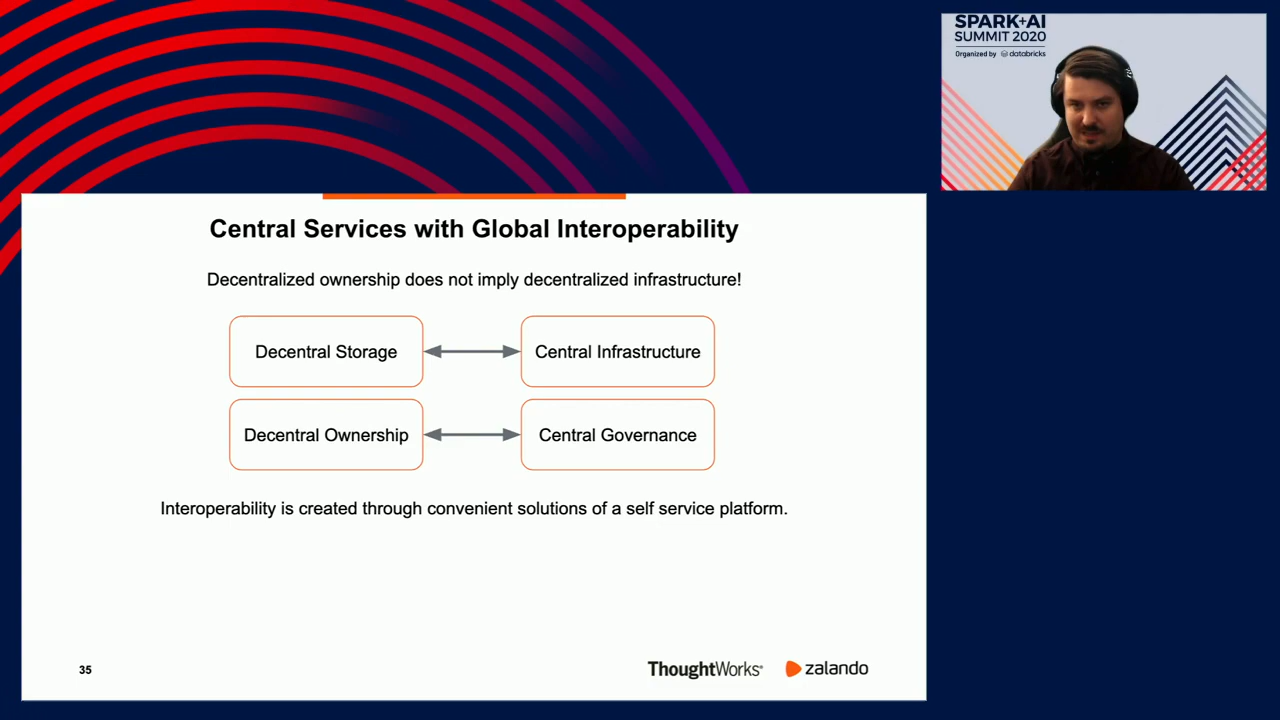 SPARK+AI
SUMMIT 2020
Organized by databricks
Central Services with Global Interoperability
Decentralized ownership does not imply decentralized infrastructure!
Decentral Storage
Central Infrastructure
Decentral Ownership
Central Governance
Interoperability is created through convenient solutions of a self service platform.
35
ThoughtWorks®
zalando